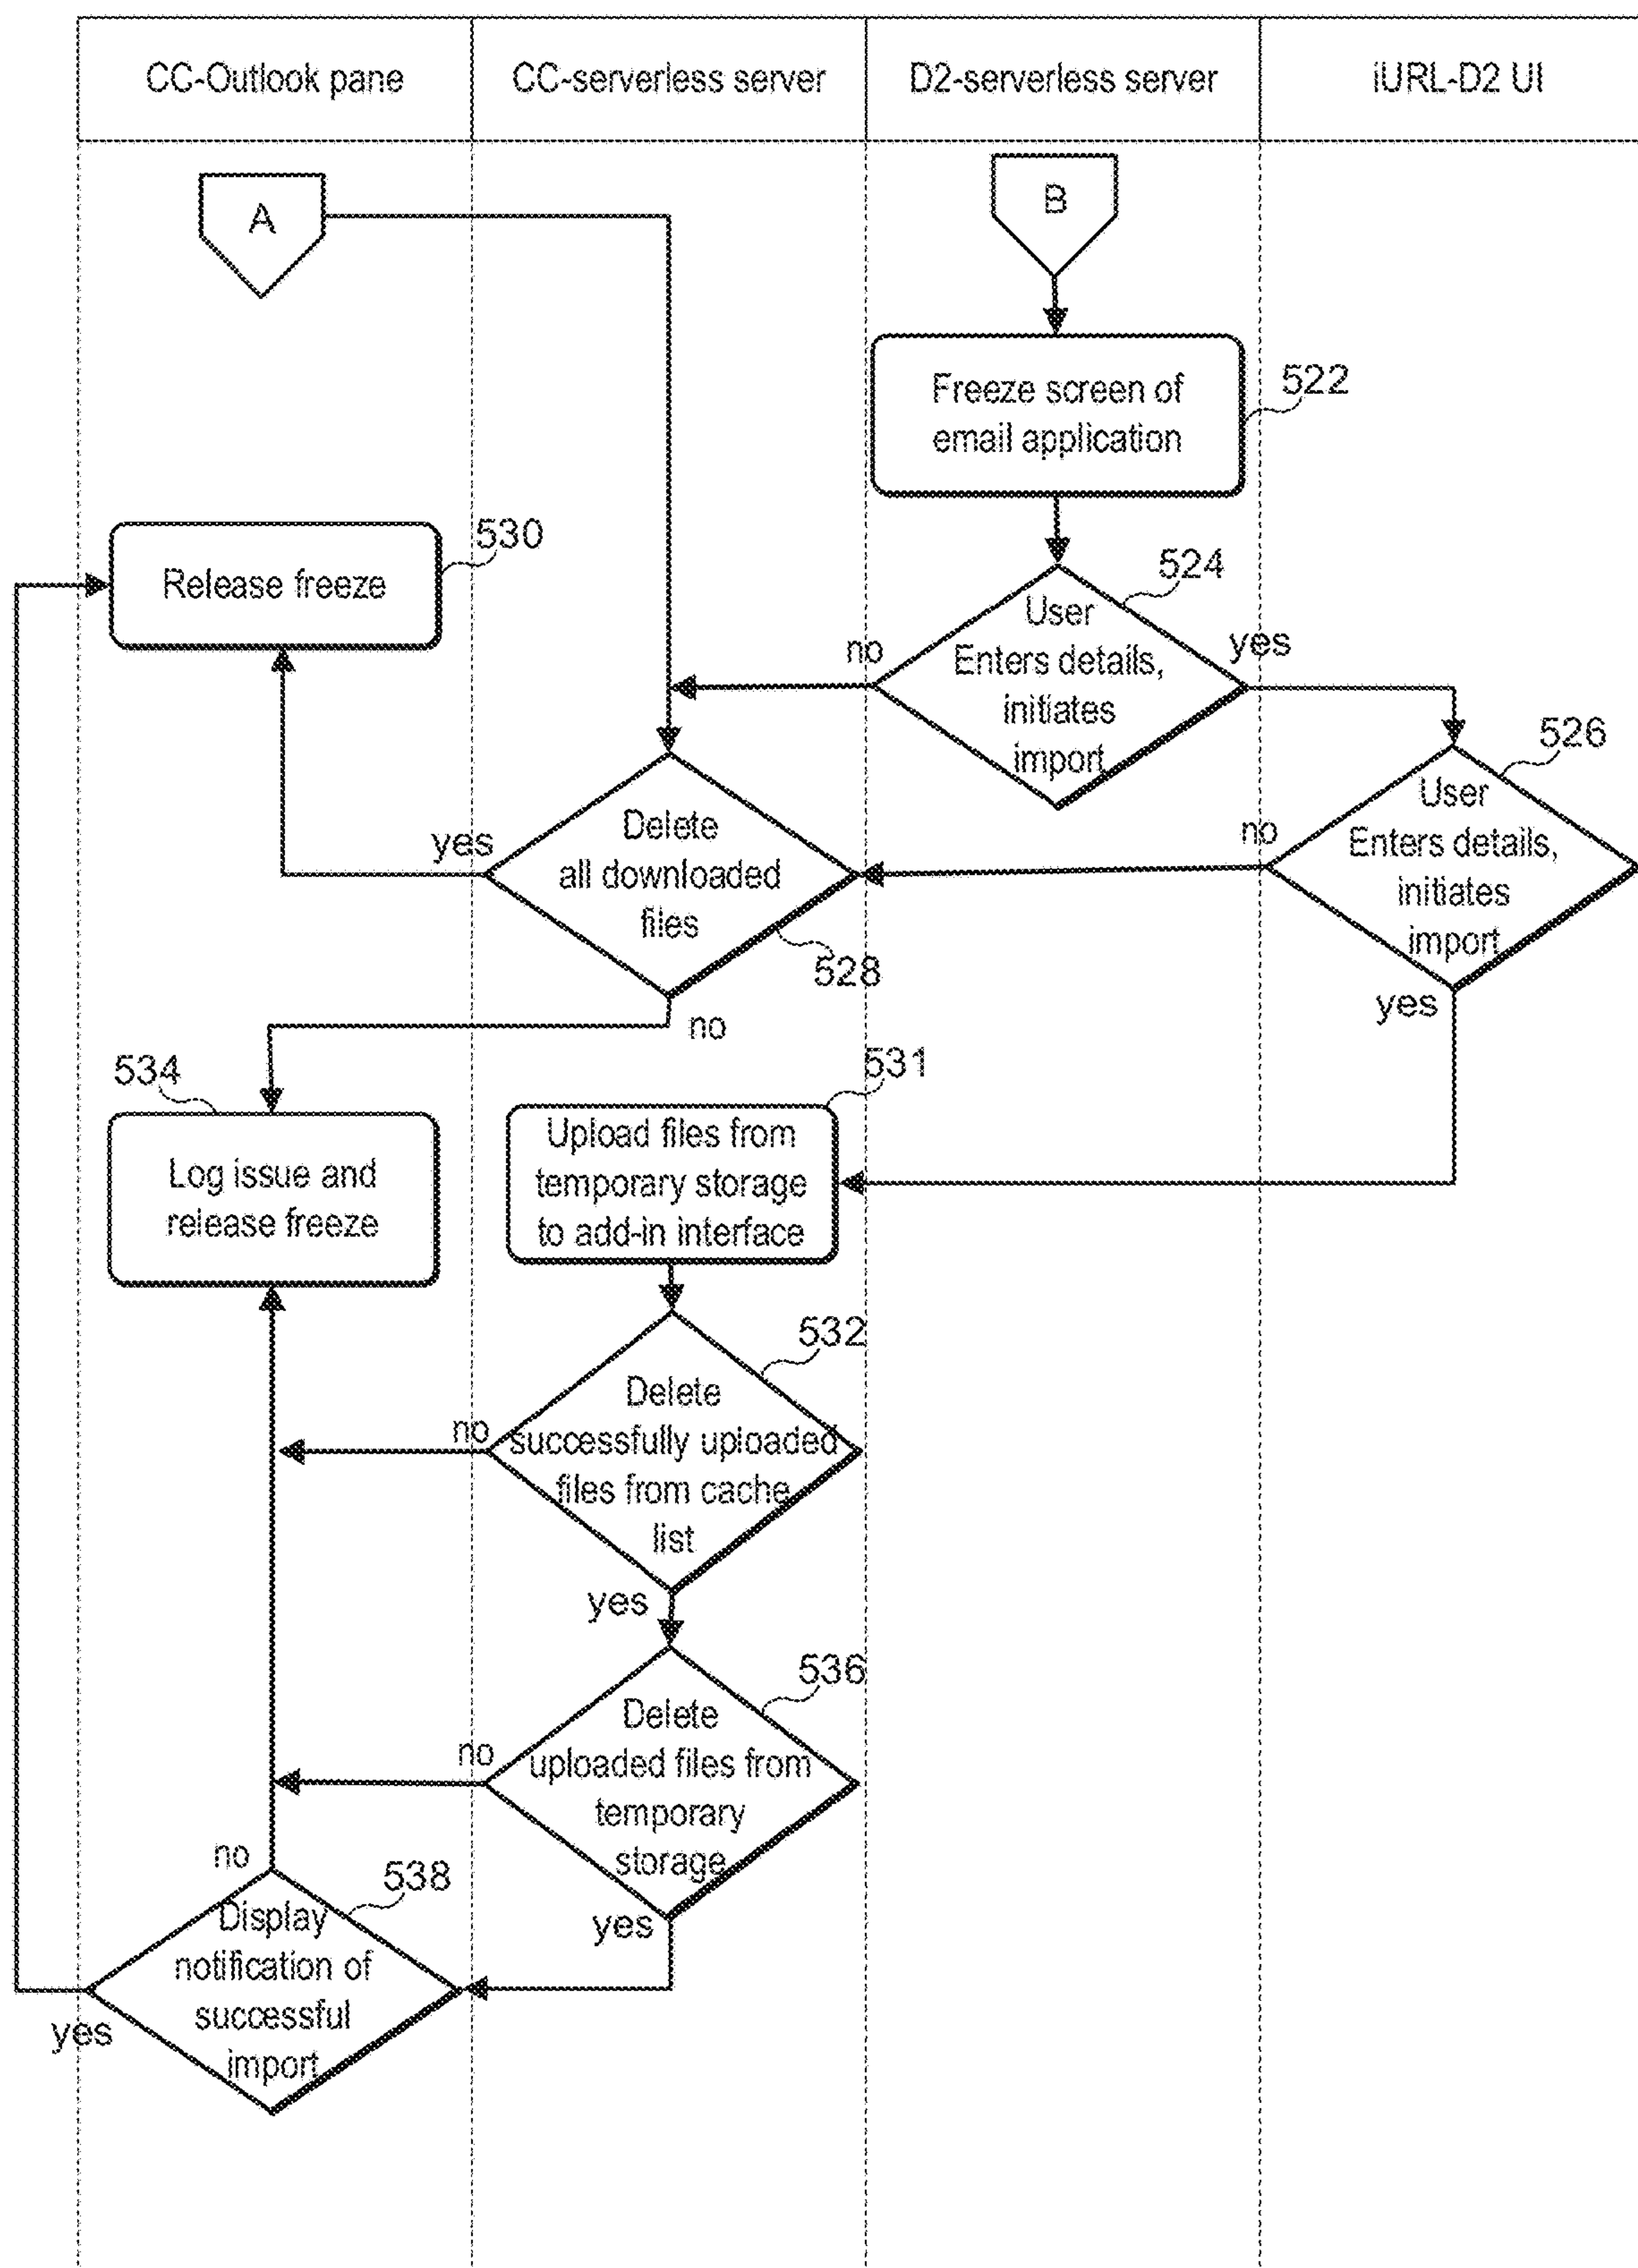 CC-Outlook pane
CC-serverless server
D2-serverless server
iURL-D2 UI
A
B
Freeze screen of
email application
522
Release freeze
530
User
Enters details,
initiates
import
524
no
yes
User
Enters details,
initiates
import
526
no
yes
Delete
all downloaded
files
528
yes
no
Log issue and
release freeze
534
Upload files from
temporary storage
to add-in interface
531
Delete
successfully uploaded
files from cache
list
532
no
yes
Delete
uploaded files from
temporary
storage
536
no
yes
Display
notification of
successful
import
538
no
yes